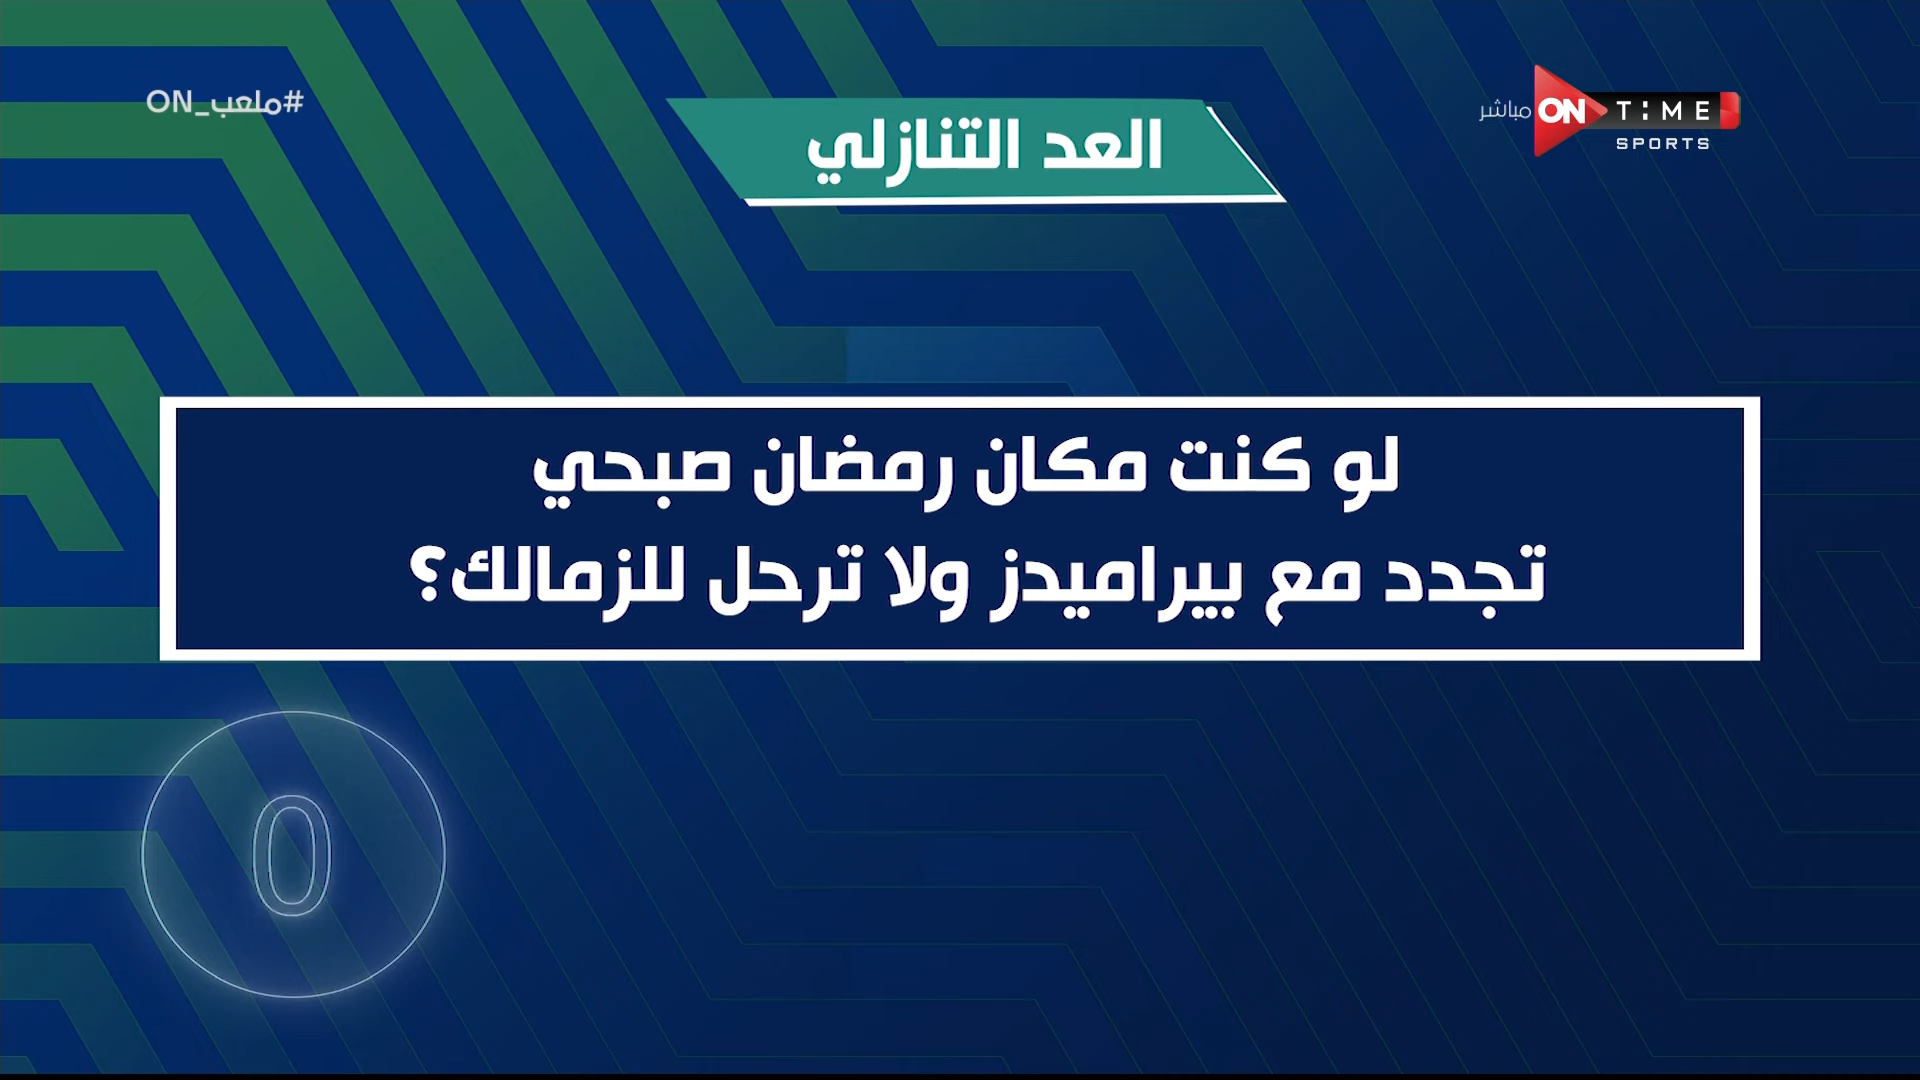 #ملعب_ON
مباشر ON TIME
SPORTS
العد التنازلي
لو كنت مكان رمضان صبحي
تجدد مع بيراميدز ولا ترحل للزمالك؟
0